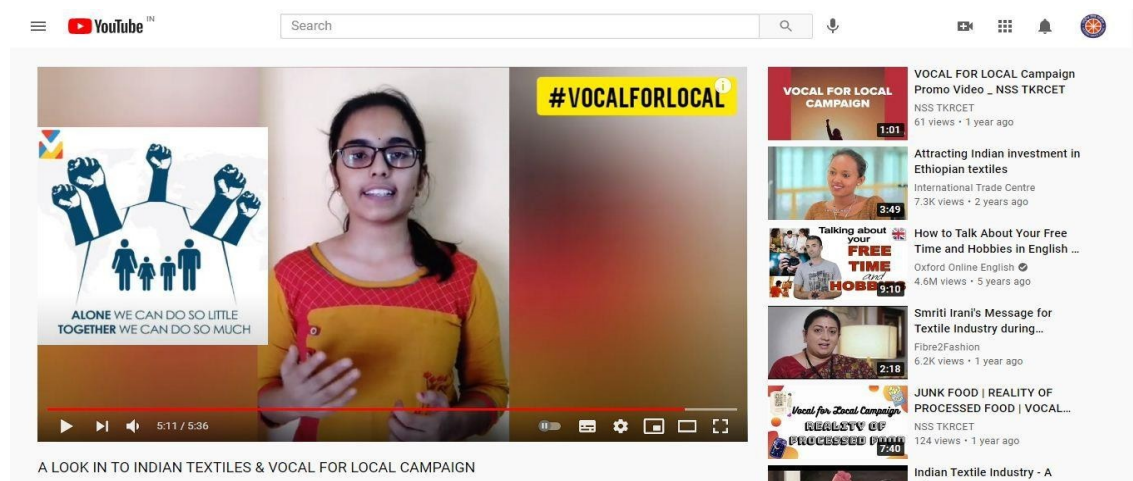 YouTube IN
Search
#VOCALFORLOCAL
ALONE WE CAN DO SO LITTLE
TOGETHER WE CAN DO SO MUCH
5:11 / 5:36
A LOOK IN TO INDIAN TEXTILES & VOCAL FOR LOCAL CAMPAIGN
VOCAL FOR LOCAL
CAMPAIGN
1:01
VOCAL FOR LOCAL Campaign
Promo Video _ NSS TKRCET
NSS TKRCET
61 views • 1 year ago
3:49
Attracting Indian investment in
Ethiopian textiles
International Trade Centre
7.3K views • 2 years ago
Talking about
your
FREE
TIME
and
HOBBIES
9:10
How to Talk About Your Free
Time and Hobbies in English ...
Oxford Online English
4.6M views • 5 years ago
2:18
Smriti Irani's Message for
Textile Industry during...
Fibre2Fashion
6.2K views • 1 year ago
Vocal for Local Campaign
REALITY OF
PROCESSED FOOD
7:40
JUNK FOOD | REALITY OF
PROCESSED FOOD | VOCAL...
NSS TKRCET
124 views • 1 year ago
Indian Textile Industry - A